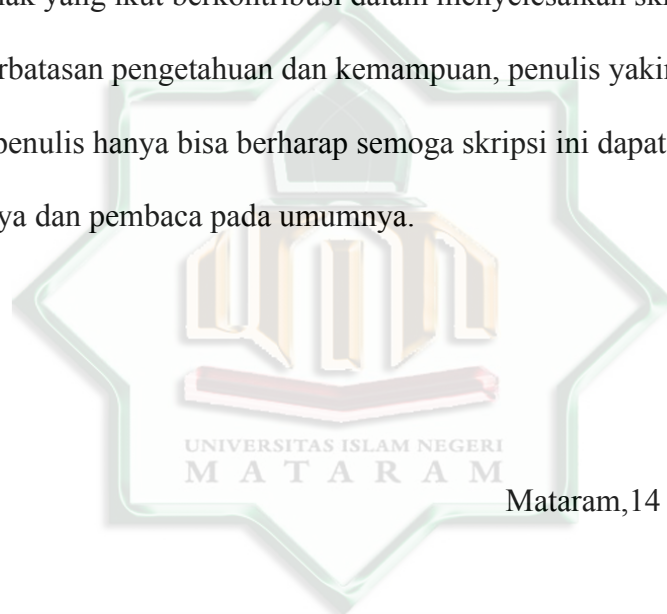 ak yang ikut berkontribusi dalam menyelesaikan sk
rbatasan pengetahuan dan kemampuan, penulis yakin
penulis hanya bisa berharap semoga skripsi ini dapat
ya dan pembaca pada umumnya.
UNIVERSITAS ISLAM NEGERI
MATARAM
Mataram,14